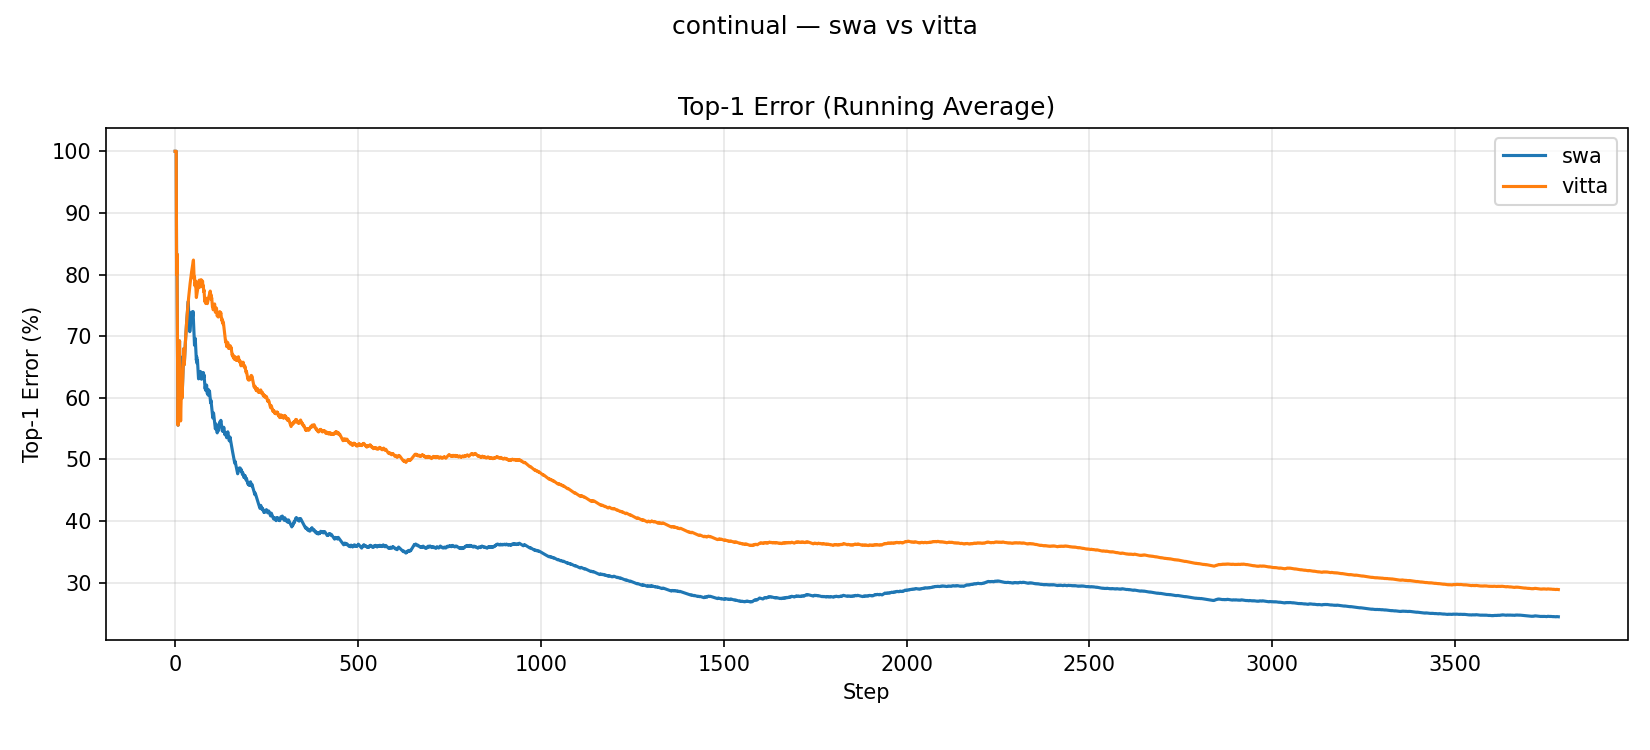 continual — swa vs vitta
Top-1 Error (Running Average)
swa
vitta
Top-1 Error (%)
100
90
80
70
60
50
40
30
0 500 1000 1500 2000 2500 3000 3500
Step